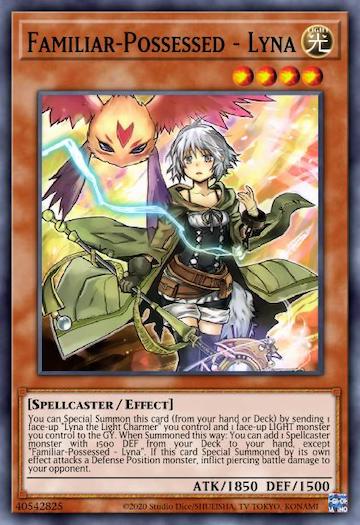 FAMILIAR-POSSESSED - LYNA
LIGHT
光
[SPELLCASTER / EFFECT]
You can Special Summon this card (from your hand or Deck) by sending 1
face-up "Lyna the Light Charmer" you control and 1 face-up LIGHT monster
you control to the GY. When Summoned this way: You can add 1 Spellcaster
monster with 1500 DEF from your Deck to your hand, except
"Familiar-Possessed - Lyna". If this card Special Summoned by its own
effect attacks a Defense Position monster, inflict piercing battle damage to
your opponent.
ATK/1850 DEF/1500
40542825
©2020 Studio Dice/SHUEISHA, TV TOKYO, KONAMI